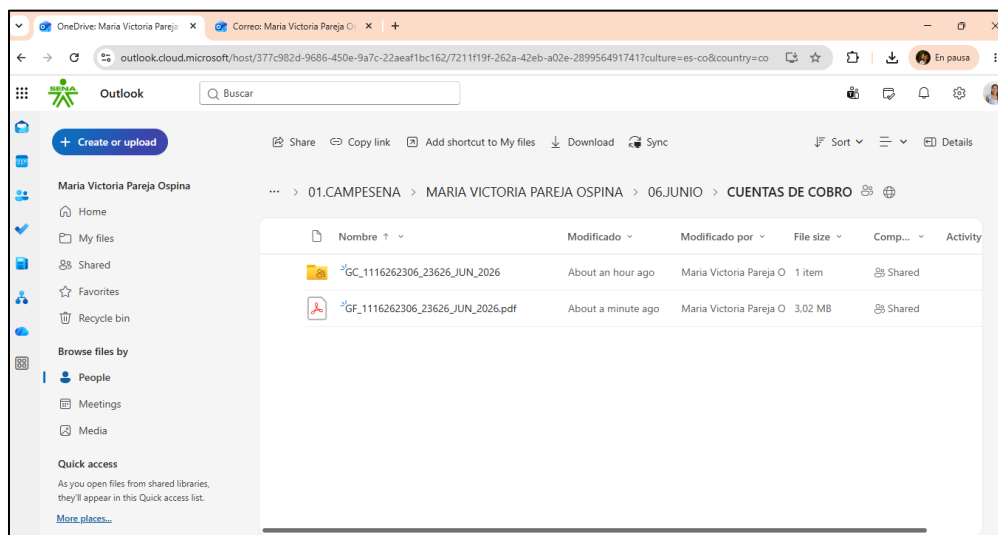 OneDrive: Maria Victoria Pareja
Correo: Maria Victoria Pareja O
outlook.cloud.microsoft/host/377c982d-9686-450e-9a7c-22aeaf1bc162/7211f19f-262a-42eb-a02e-289956491741?culture=es-co&country=co
En pausa
SENA
Outlook
Buscar
Create or upload
Share Copy link Add shortcut to My files Download Sync
Sort Details
Maria Victoria Pareja Ospina
Home
My files
Shared
Favorites
Recycle bin
Browse files by
People
Meetings
Media
Quick access
As you open files from shared libraries,
they'll appear in this Quick access list.
More places...
... > 01.CAMPESENA > MARIA VICTORIA PAREJA OSPINA > 06.JUNIO > CUENTAS DE COBRO
Nombre Modificado Modificado por File size Comp... Activity
GC_1116262306_23626_JUN_2026 About an hour ago Maria Victoria Pareja O 1 item Shared
GF_1116262306_23626_JUN_2026.pdf About a minute ago Maria Victoria Pareja O 3,02 MB Shared